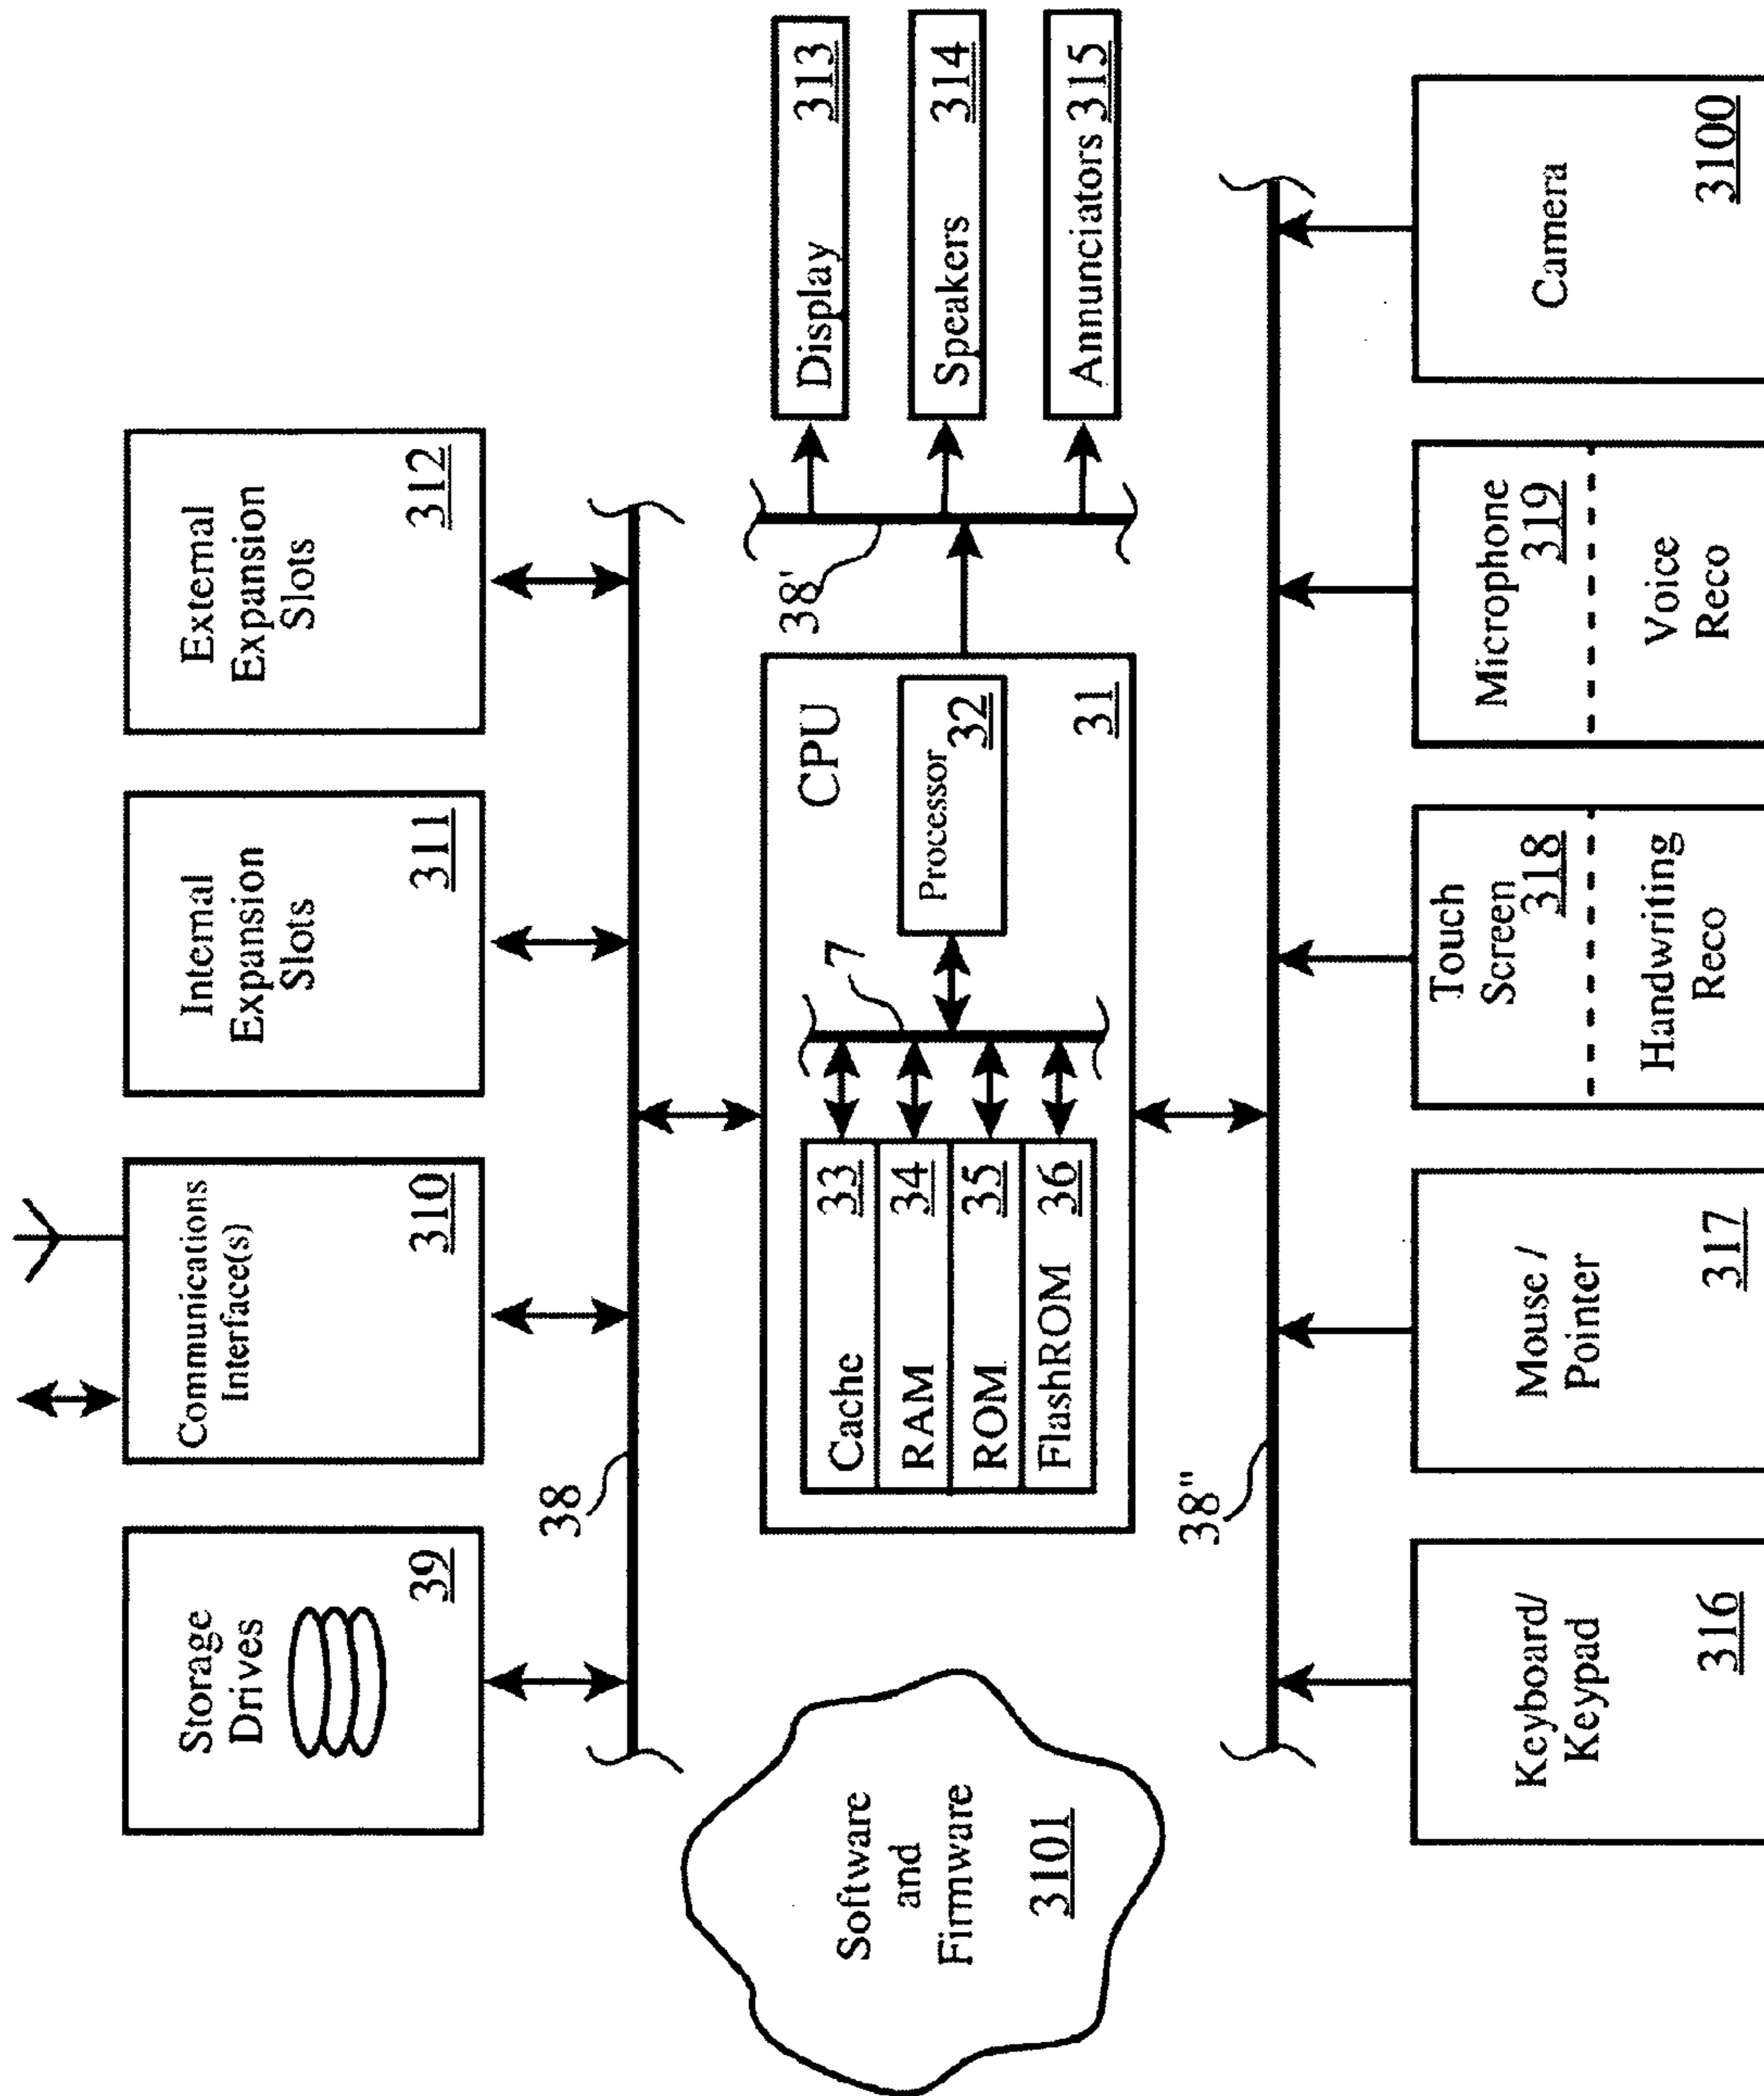 Storage
Drives
39
Communications
Interface(s)
310
Internal
Expansion
Slots
311
External
Expansion
Slots
312
38
Software
and
Firmware
3101
CPU
Cache 33
RAM 34
ROM 35
FlashROM 36
7
Processor
32
31
38'
Display 313
Speakers 314
Annunciators 315
38"
Keyboard/
Keypad
316
Mouse /
Pointer
317
Touch
Screen
318
Handwriting
Reco
Microphone
319
Voice
Reco
Camera
3100